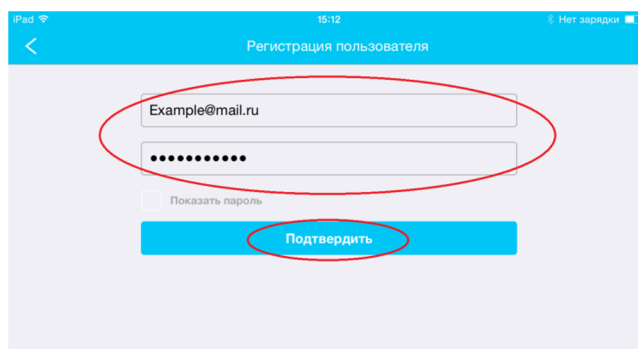 iPad 15:12 Нет зарядки
Регистрация пользователя
Example@mail.ru
•••••••••••
Показать пароль
Подтвердить